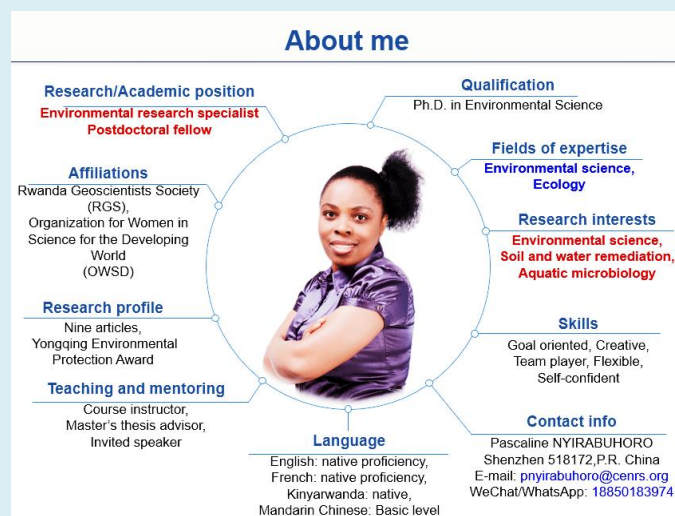 About me
Research/Academic position
Environmental research specialist
Postdoctoral fellow
Affiliations
Rwanda Geoscientists Society
(RGS),
Organization for Women in
Science for the Developing
World
(OWSD)
Research profile
Nine articles,
Yongqing Environmental
Protection Award
Teaching and mentoring
Course instructor,
Master's thesis advisor,
Invited speaker
Language
English: native proficiency,
French: native proficiency,
Kinyarwanda: native,
Mandarin Chinese: Basic level
Qualification
Ph.D. in Environmental Science
Fields of expertise
Environmental science,
Ecology
Research interests
Environmental science,
Soil and water remediation,
Aquatic microbiology
Skills
Goal oriented, Creative,
Team player, Flexible,
Self-confident
Contact info
Pascaline NYIRABUHORO
Shenzhen 518172,P.R. China
E-mail: pnyirabuhoro@cenrs.org
WeChat/WhatsApp: 18850183974